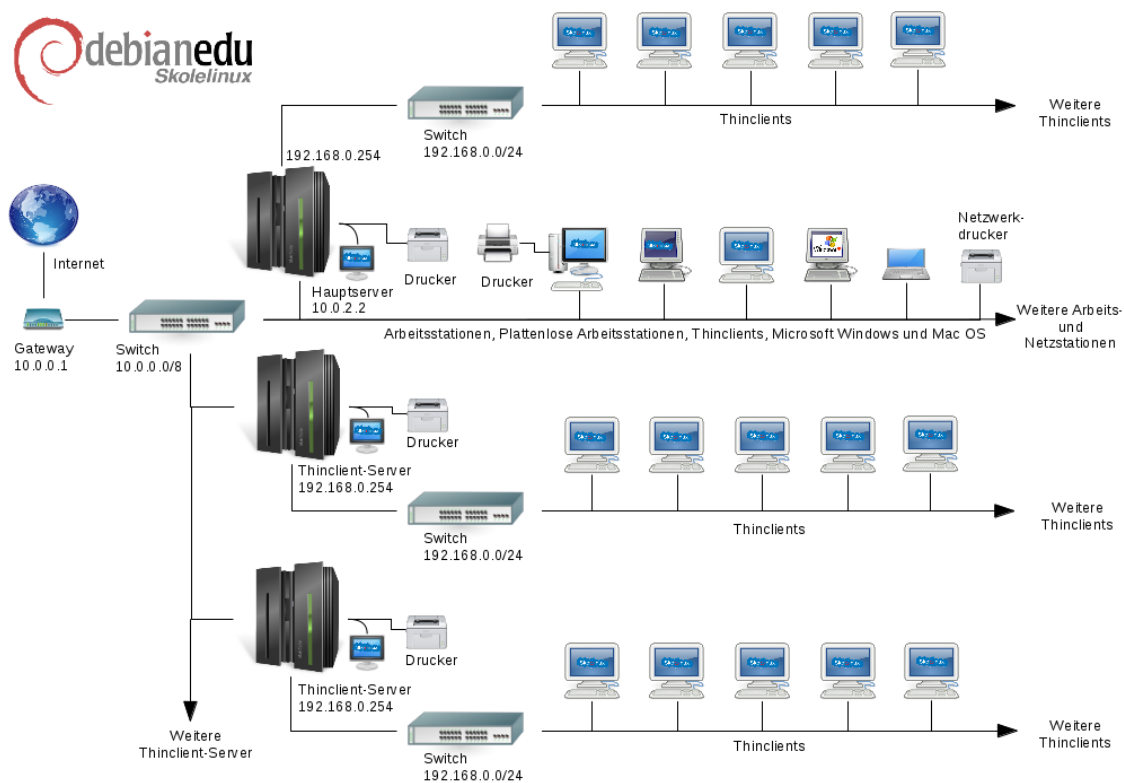 debianedu
Skolelinux
Thinclients
Weitere
Thinclients
Switch
192.168.0.0/24
192.168.0.254
Internet
Gateway
10.0.0.1
Switch
10.0.0.0/8
Hauptserver
10.0.2.2
Drucker
Drucker
Windows
Netzwerk-
drucker
Arbeitsstationen, Plattenlose Arbeitsstationen, Thinclients, Microsoft Windows und Mac OS
Weitere Arbeits-
und
Netzstationen
Drucker
Thinclient-Server
192.168.0.254
Switch
192.168.0.0/24
Thinclients
Weitere
Thinclients
Drucker
Thinclient-Server
192.168.0.254
Switch
192.168.0.0/24
Thinclients
Weitere
Thinclients
Weitere
Thinclient-Server